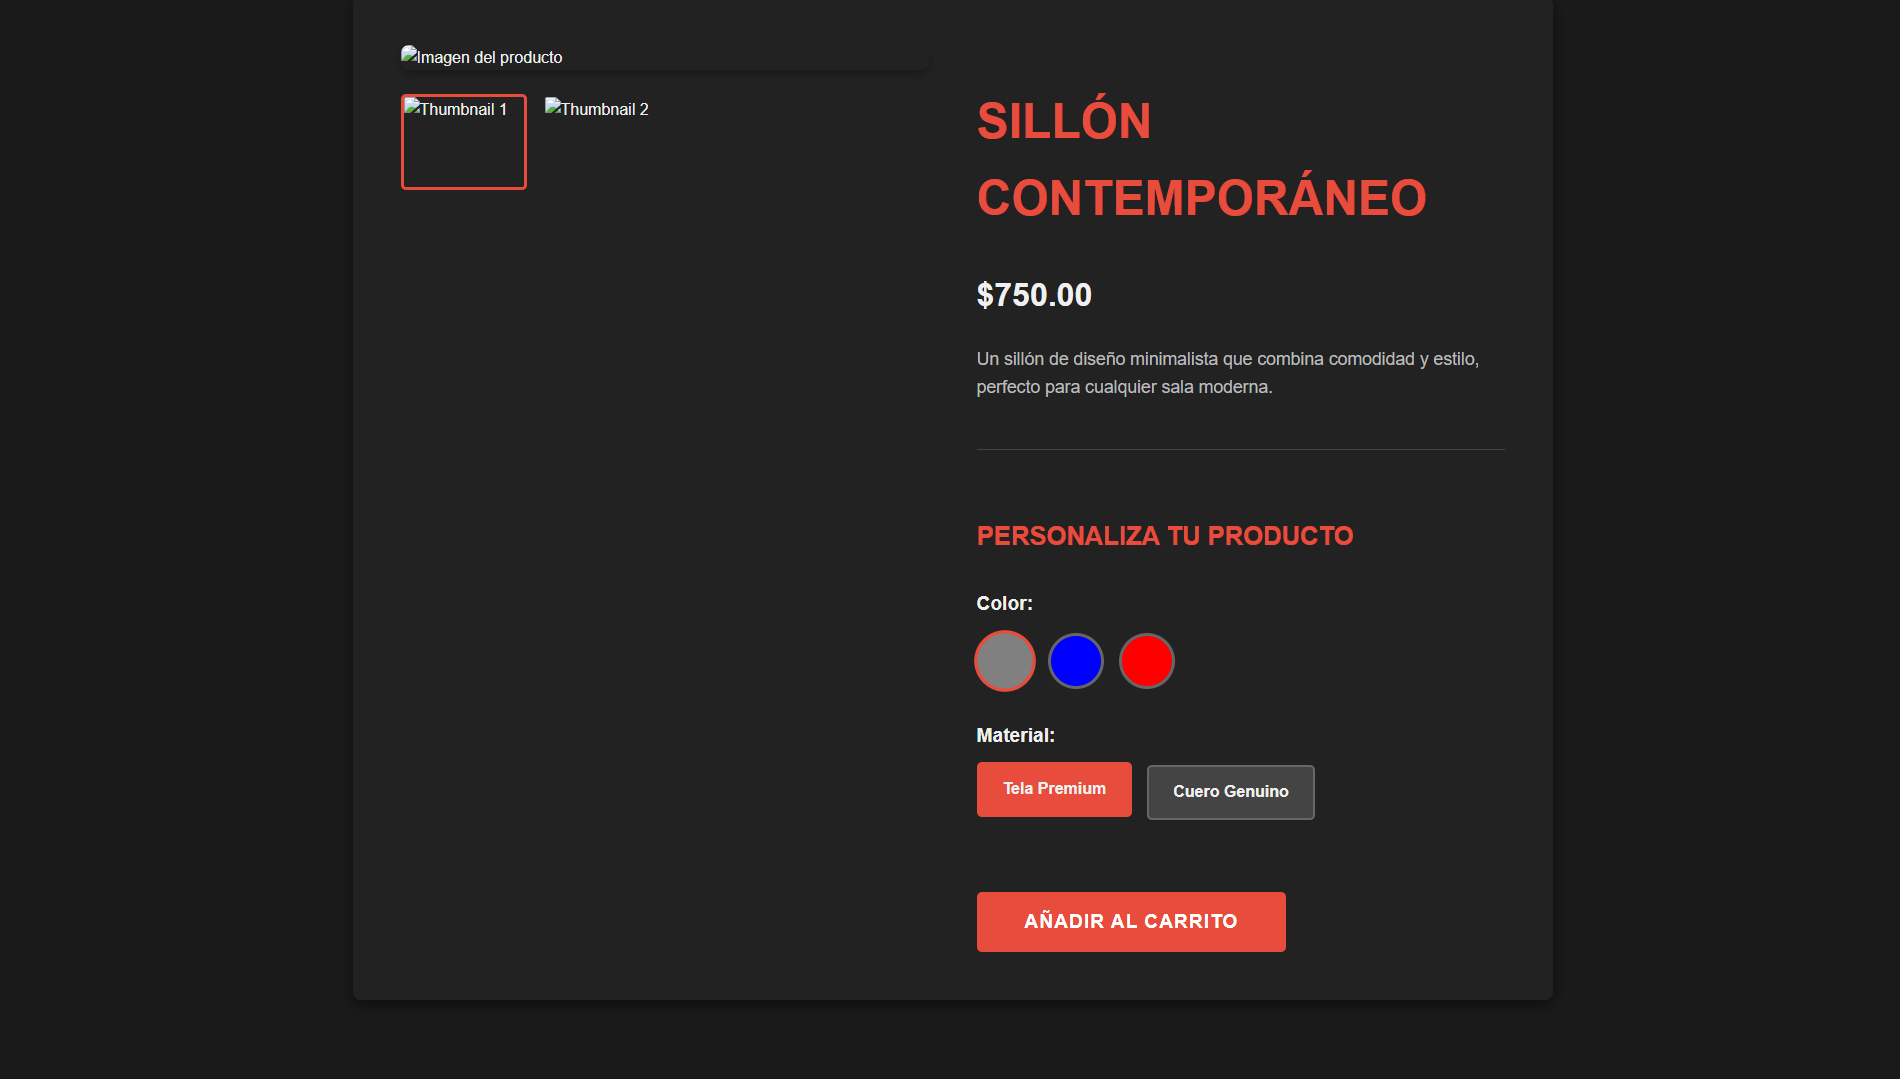 Imagen del producto
Thumbnail 1
Thumbnail 2
SILLÓN
CONTEMPORÁNEO
$750.00
Un sillón de diseño minimalista que combina comodidad y estilo,
perfecto para cualquier sala moderna.
PERSONALIZA TU PRODUCTO
Color:
Material:
Tela Premium
Cuero Genuino
AÑADIR AL CARRITO